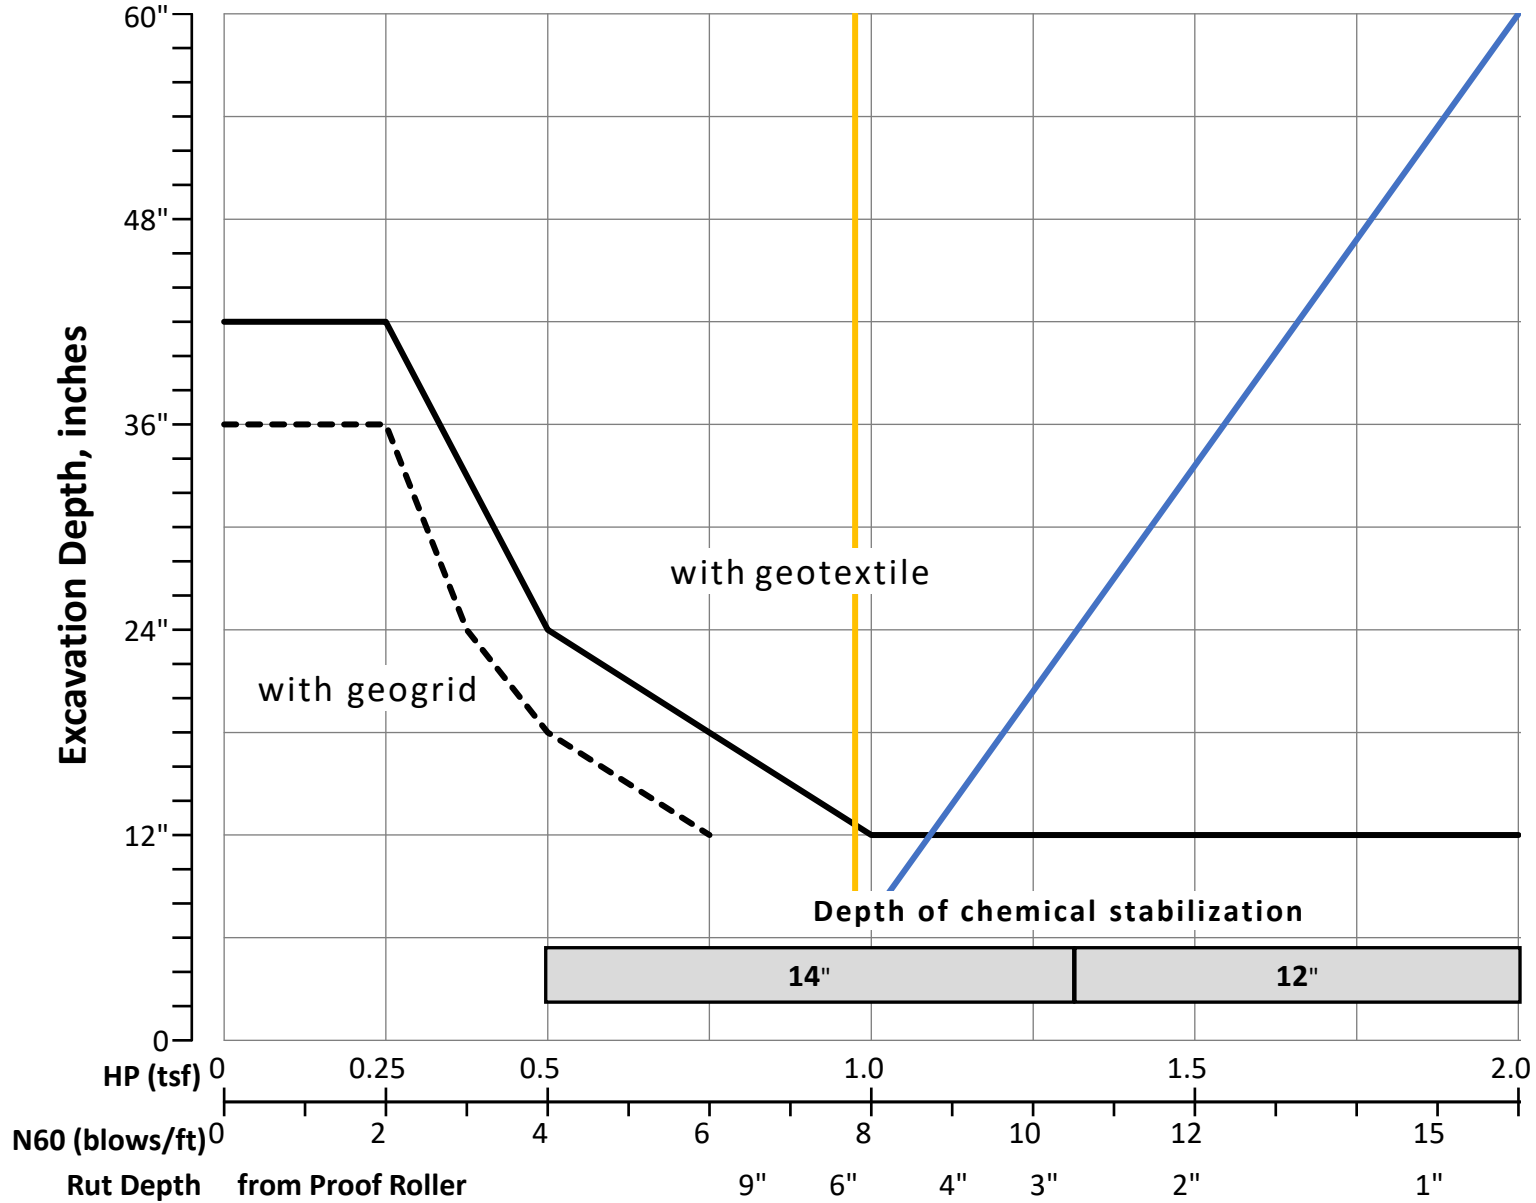 60"
48"
36"
24"
12"
0
Excavation Depth, inches
with geotextile
with geogrid
Depth of chemical stabilization
14" 12"
HP (tsf) 0 0.25 0.5 1.0 1.5 2.0
N60 (blows/ft) 0 2 4 6 8 10 12 15
Rut Depth from Proof Roller 9" 6" 4" 3" 2" 1"